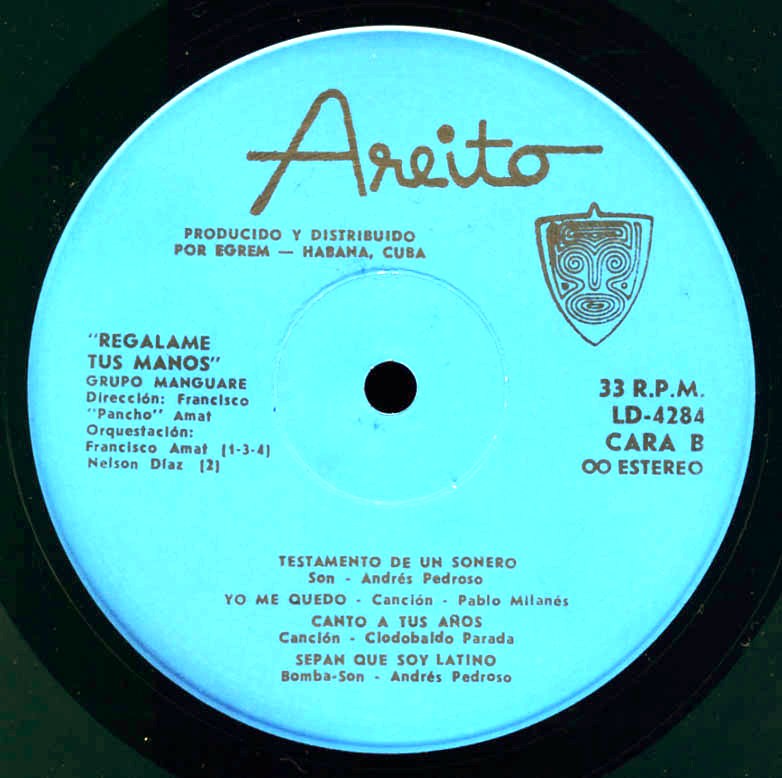 Areito
PRODUCIDO Y DISTRIBUIDO
POR EGREM — HABANA, CUBA
"REGALAME
TUS MANOS"
GRUPO MANGUARE
Dirección: Francisco
"Pancho" Amat
Orquestación:
Francisco Amat (1-3-4)
Nelson Díaz (2)
33 R.P.M.
LD-4284
CARA B
OO ESTEREO
TESTAMENTO DE UN SONERO
Son - Andrés Pedroso
YO ME QUEDO - Canción - Pablo Milanés
CANTO A TUS AÑOS
Canción - Clodobaldo Parada
SEPAN QUE SOY LATINO
Bomba-Son - Andrés Pedroso